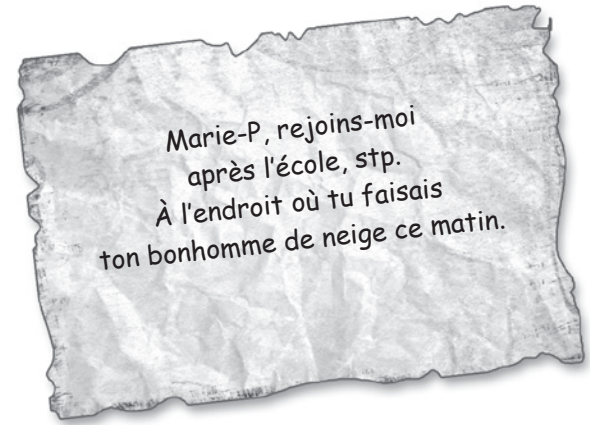 Marie-P, rejoins-moi
après l'école, stp.
À l'endroit où tu faisais
ton bonhomme de neige ce matin.